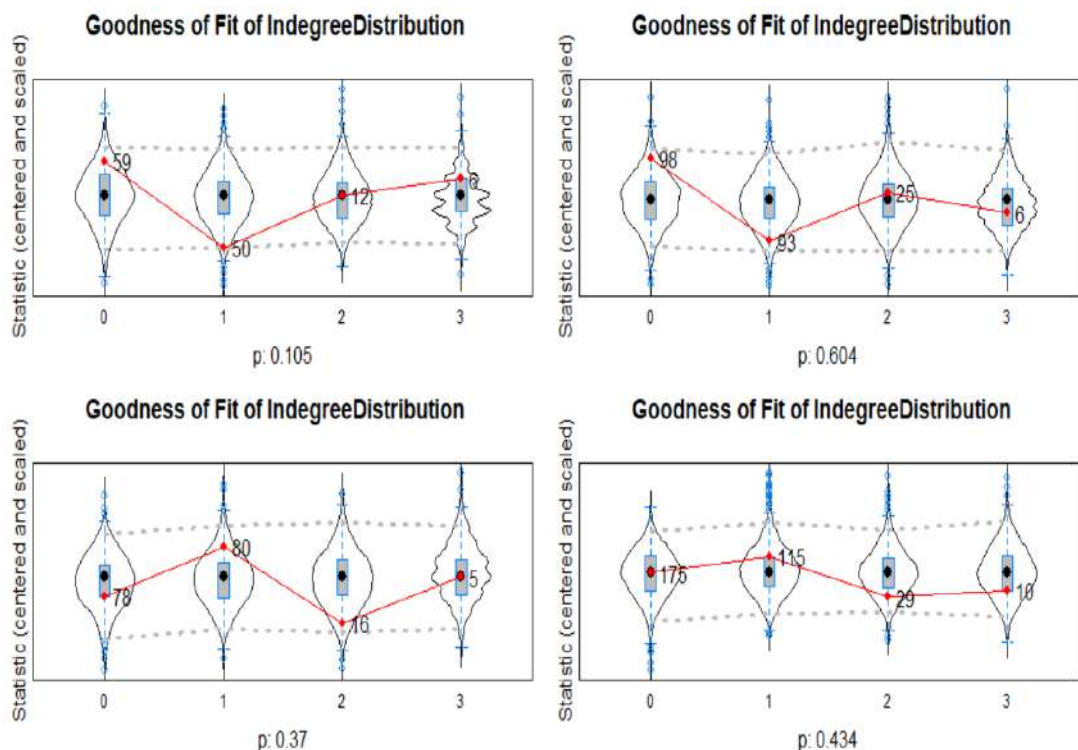 Goodness of Fit of IndegreeDistribution
Statistic (centered and scaled)
59
50
12
6
0 1 2 3
p: 0.105
Goodness of Fit of IndegreeDistribution
Statistic (centered and scaled)
98
93
25
6
0 1 2 3
p: 0.604
Goodness of Fit of IndegreeDistribution
Statistic (centered and scaled)
78
80
16
5
0 1 2 3
p: 0.37
Goodness of Fit of IndegreeDistribution
Statistic (centered and scaled)
175
115
29
10
0 1 2 3
p: 0.434